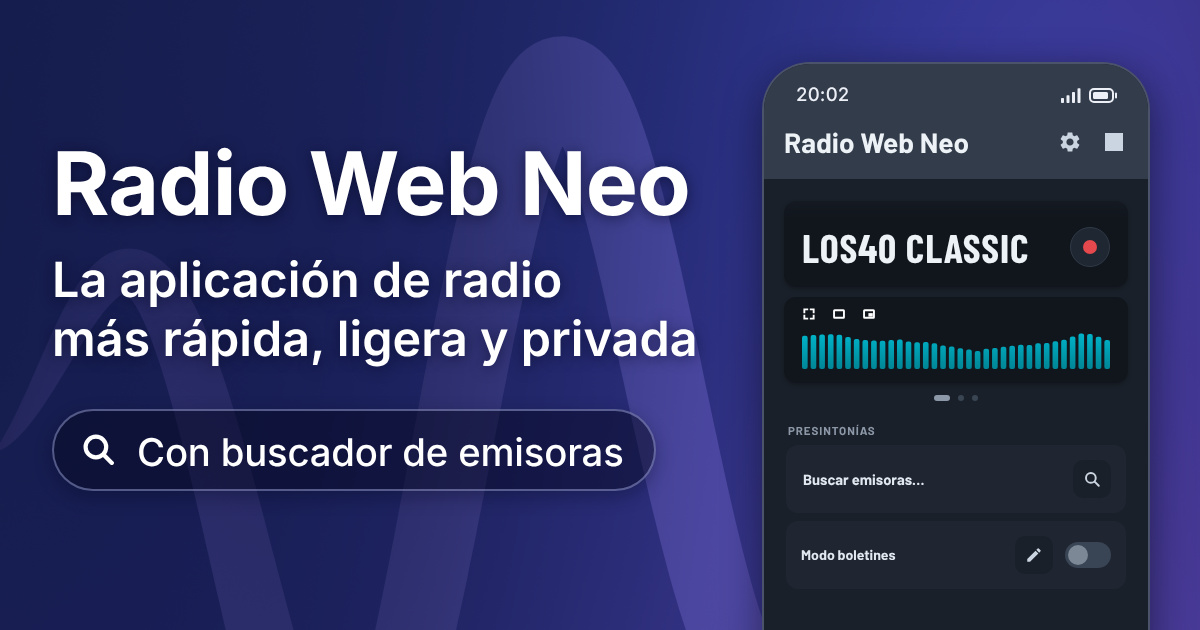 Radio Web Neo
La aplicación de radio
más rápida, ligera y privada
Con buscador de emisoras
20:02
Radio Web Neo
LOS40 CLASSIC
PRESINTONÍAS
Buscar emisoras...
Modo boletines